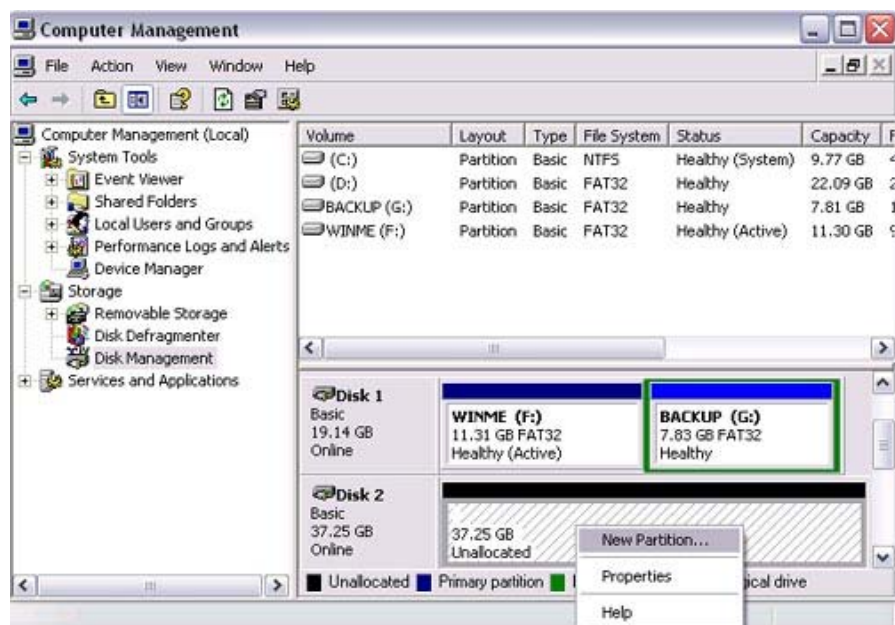 Computer Management
File Action View Window Help
Computer Management (Local)
System Tools
Event Viewer
Shared Folders
Local Users and Groups
Performance Logs and Alerts
Device Manager
Storage
Removable Storage
Disk Defragmenter
Disk Management
Services and Applications
Volume Layout Type File System Status Capacity
(C:) Partition Basic NTFS Healthy (System) 9.77 GB
(D:) Partition Basic FAT32 Healthy 22.09 GB
BACKUP (G:) Partition Basic FAT32 Healthy 7.81 GB
WINME (F:) Partition Basic FAT32 Healthy (Active) 11.30 GB
Disk 1
Basic
19.14 GB
Online
WINME (F:)
11.31 GB FAT32
Healthy (Active)
BACKUP (G:)
7.83 GB FAT32
Healthy
Disk 2
Basic
37.25 GB
Online
37.25 GB
Unallocated
New Partition...
Properties
Help
Unallocated Primary partition ical drive